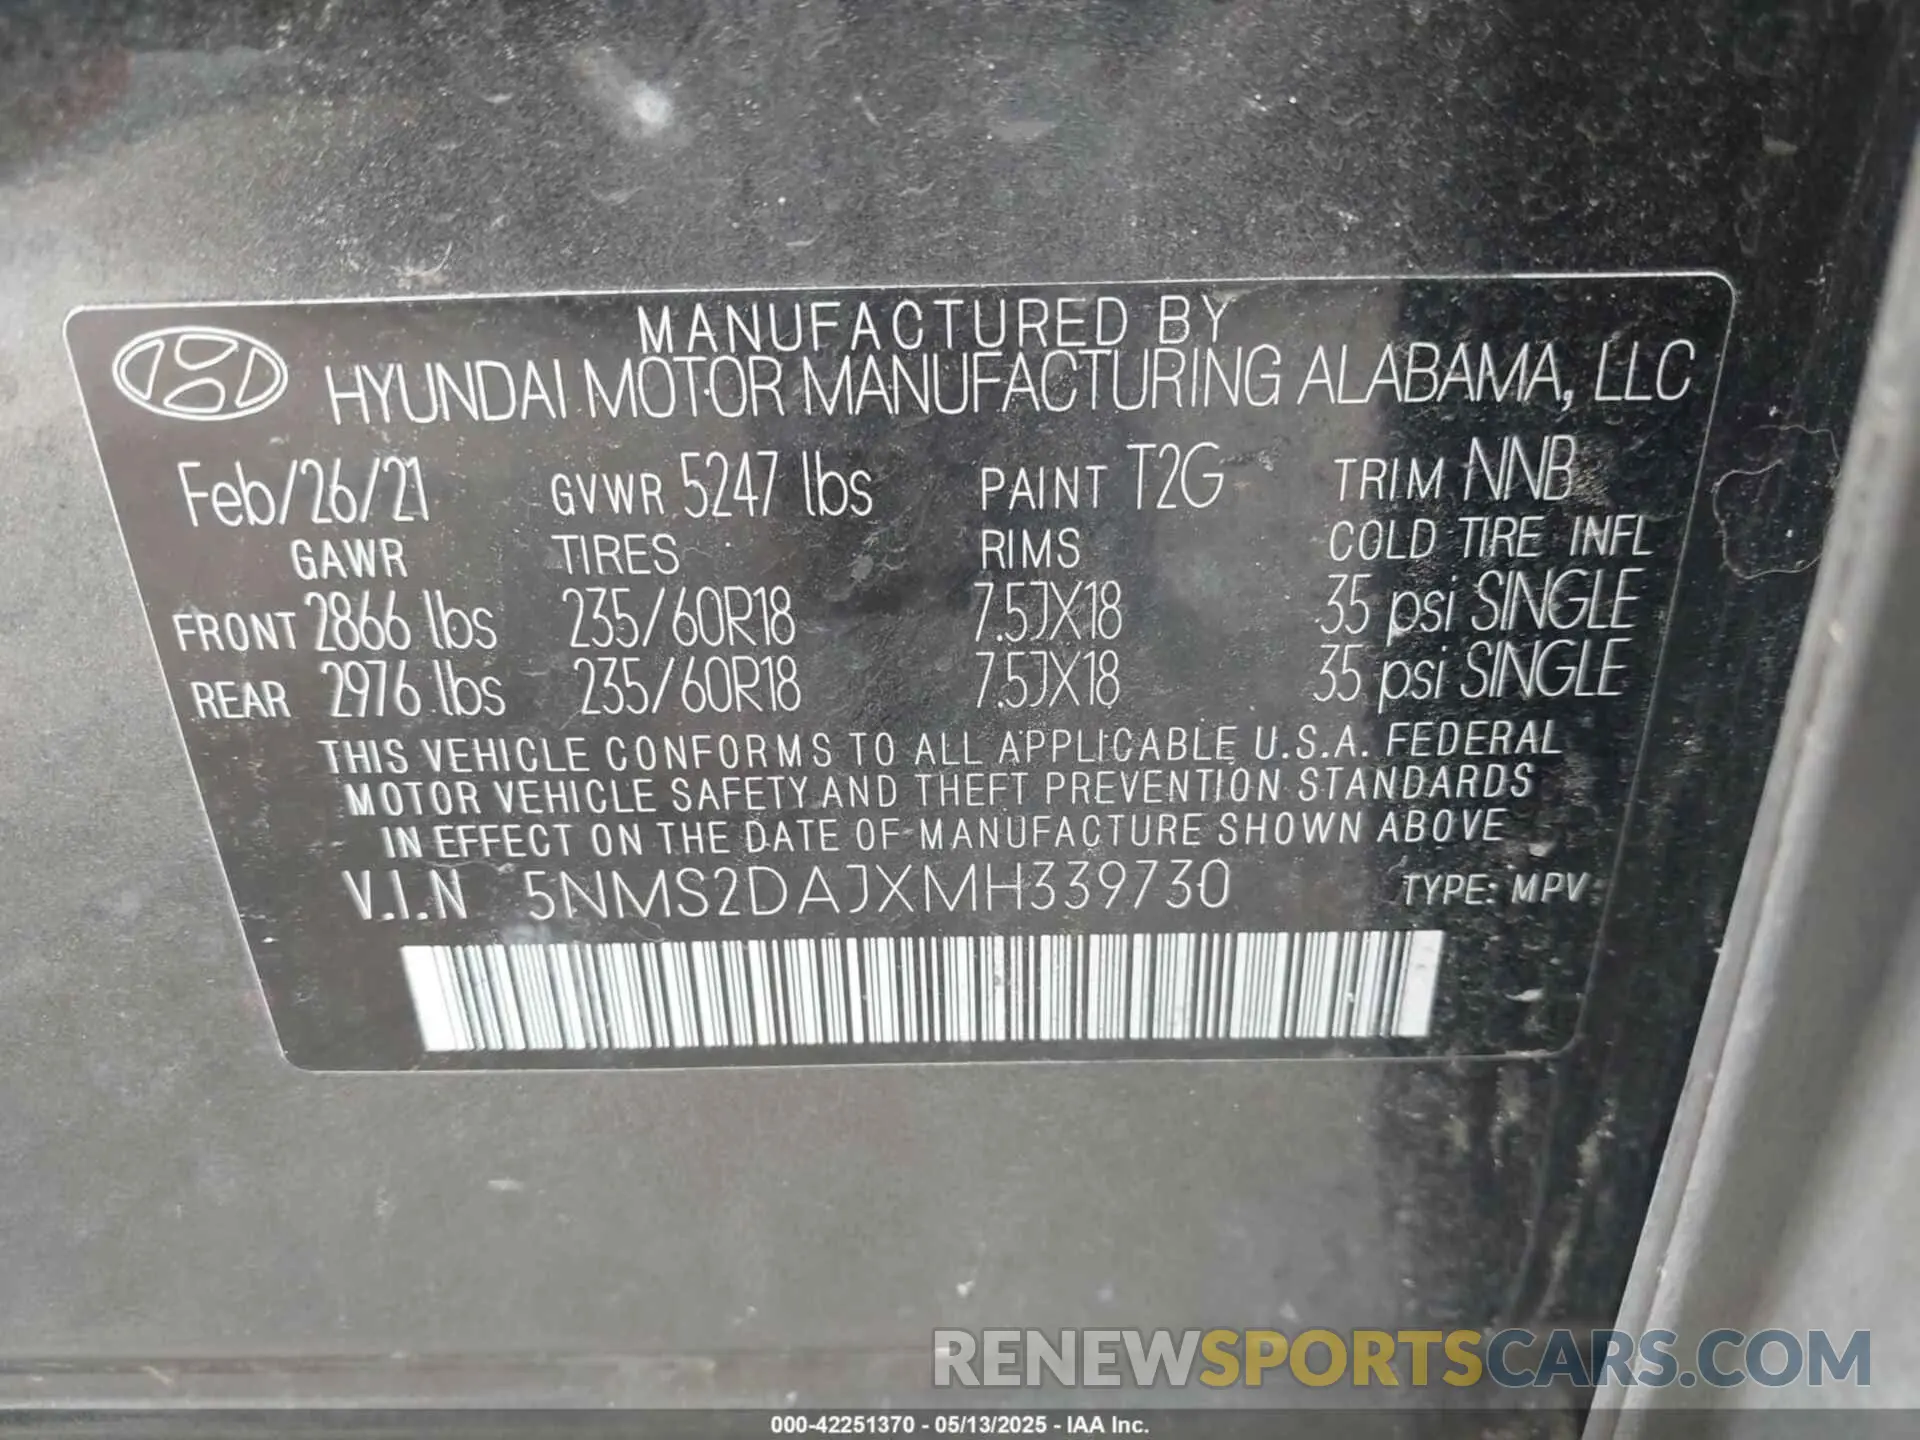 MANUFACTURED BY
HYUNDAI MOTOR MANUFACTURING ALABAMA, LLC
Feb/26/21 GVWR 5247 lbs PAINT T2G TRIM NNB
GAWR TIRES RIMS COLD TIRE INFL
FRONT 2866 lbs 235/60R18 7.5JX18 35 psi SINGLE
REAR 2976 lbs 235/60R18 7.5JX18 35 psi SINGLE
THIS VEHICLE CONFORMS TO ALL APPLICABLE U.S.A. FEDERAL
MOTOR VEHICLE SAFETY AND THEFT PREVENTION STANDARDS
IN EFFECT ON THE DATE OF MANUFACTURE SHOWN ABOVE
V.I.N 5NMS2DAJXMH339730 TYPE: MPV
RENEWSPORTSCARS.COM
000-42251370 - 05/13/2025 - IAA Inc.